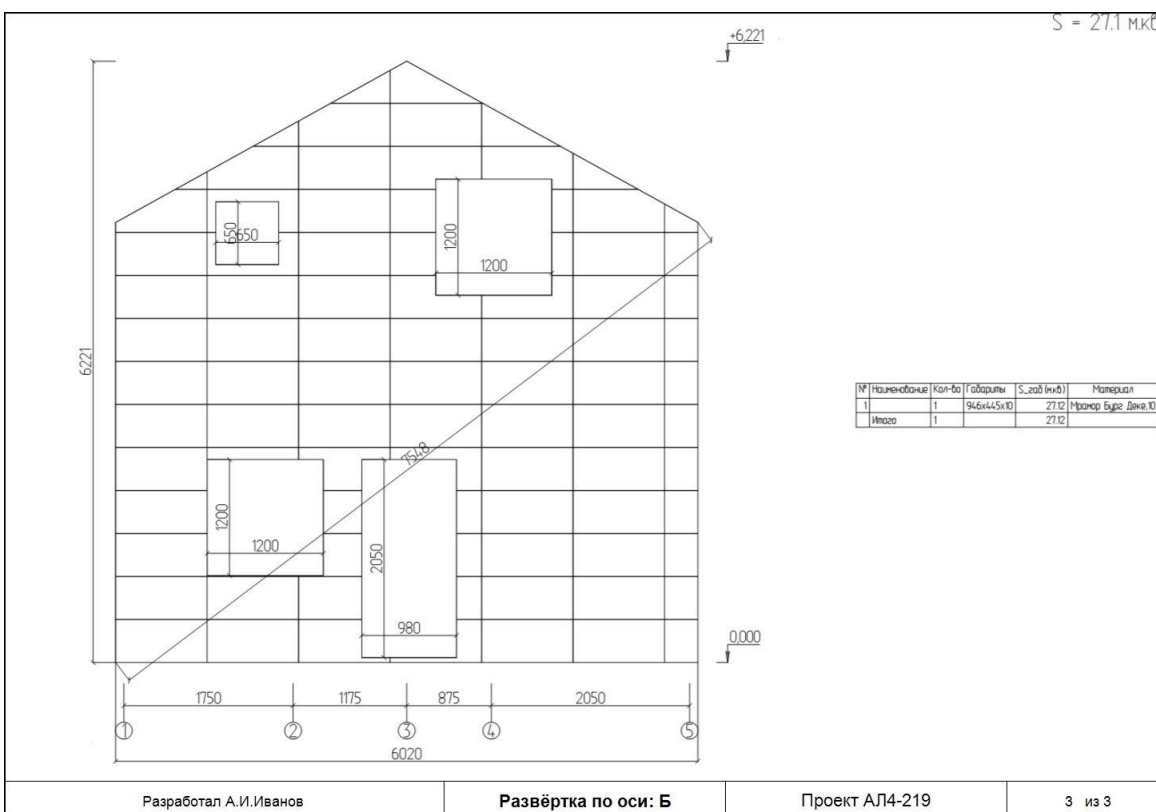 S = 27.1 м.кв
+6,221
650
650
1200
1200
6221
7548
1200
1200
2050
980
0,000
1750 1175 875 2050
1 2 3 4 5
6020
№ Наименование Кол-во Габариты S_габ (м.кв) Материал
1 1 946x445x10 27.12 Мрамор Бург Деке,10
Итого 1 27.12
Разработал А.И.Иванов Развёртка по оси: Б Проект АЛ4-219 3 из 3